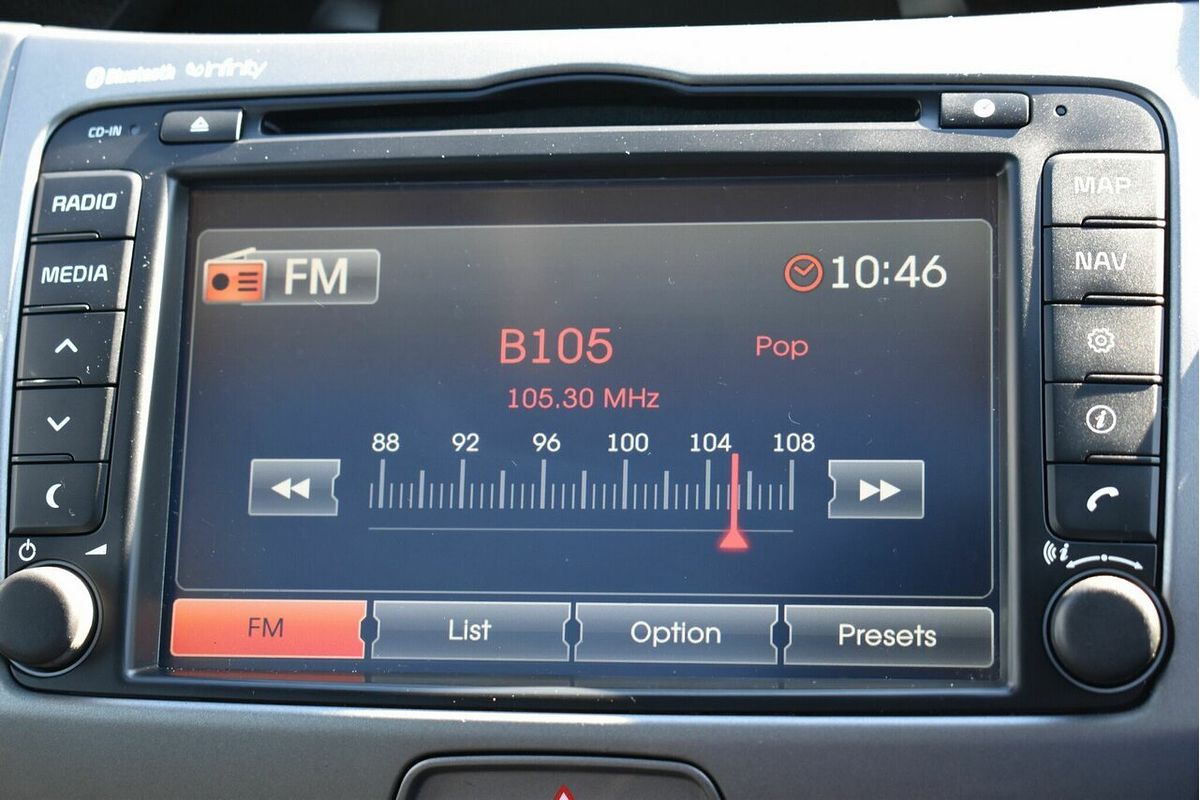 Bluetooth infinity
CD-IN
RADIO
MEDIA
MAP
NAV
FM
10:46
B105
Pop
105.30 MHz
88 92 96 100 104 108
i
i
FM List Option Presets